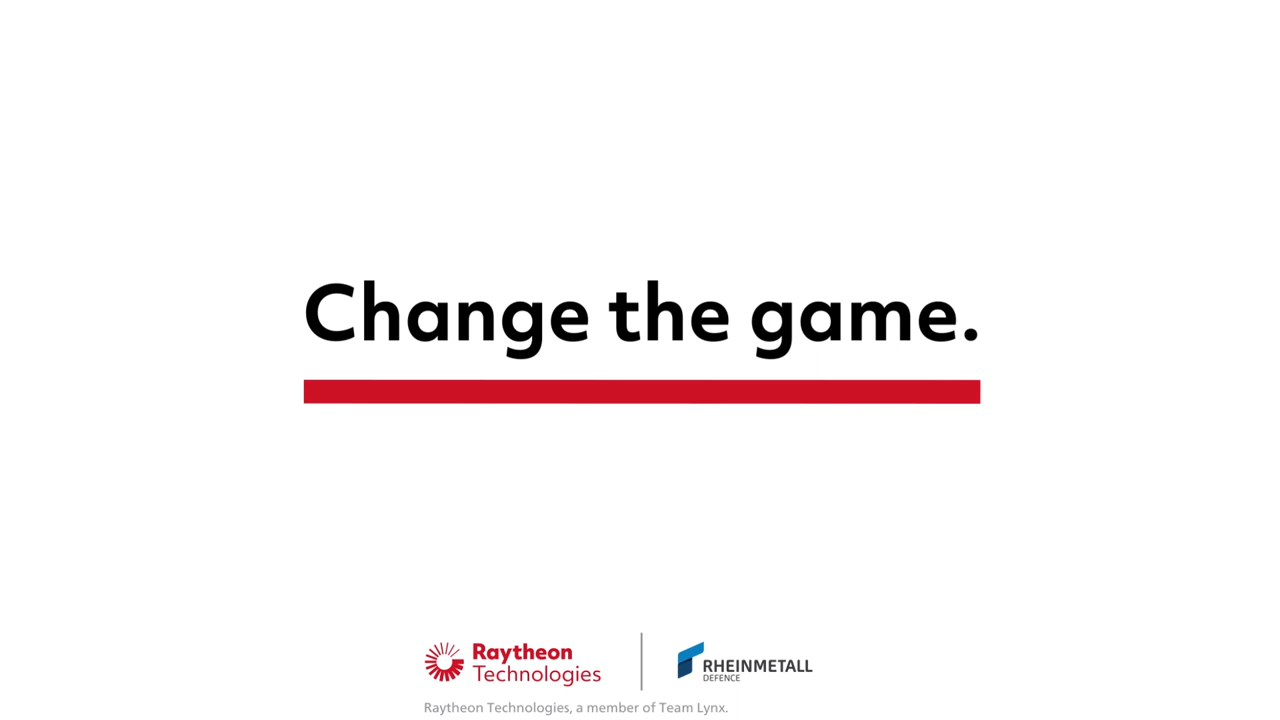 Change the game.
Raytheon
Technologies
RHEINMETALL
DEFENCE
Raytheon Technologies, a member of Team Lynx.